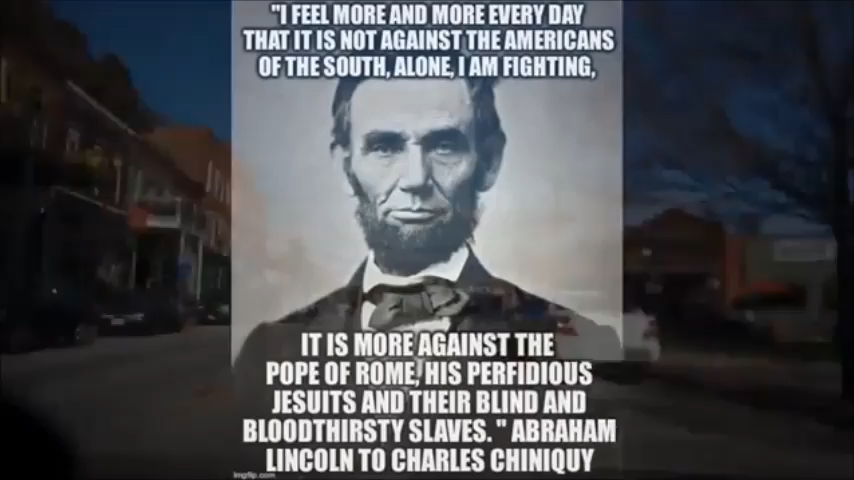 "I FEEL MORE AND MORE EVERY DAY
THAT IT IS NOT AGAINST THE AMERICANS
OF THE SOUTH, ALONE, I AM FIGHTING,
IT IS MORE AGAINST THE
POPE OF ROME, HIS PERFIDIOUS
JESUITS AND THEIR BLIND AND
BLOODTHIRSTY SLAVES. " ABRAHAM
LINCOLN TO CHARLES CHINIQUY
imgflip.com